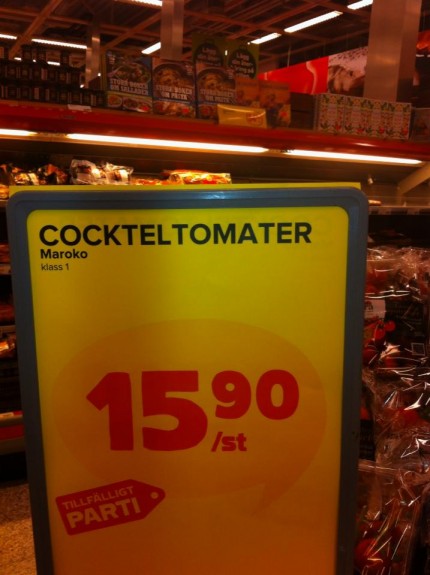 COCKTELTOMATER
Maroko
klass 1
15 90
/st
TILLFÄLLIGT
PARTI